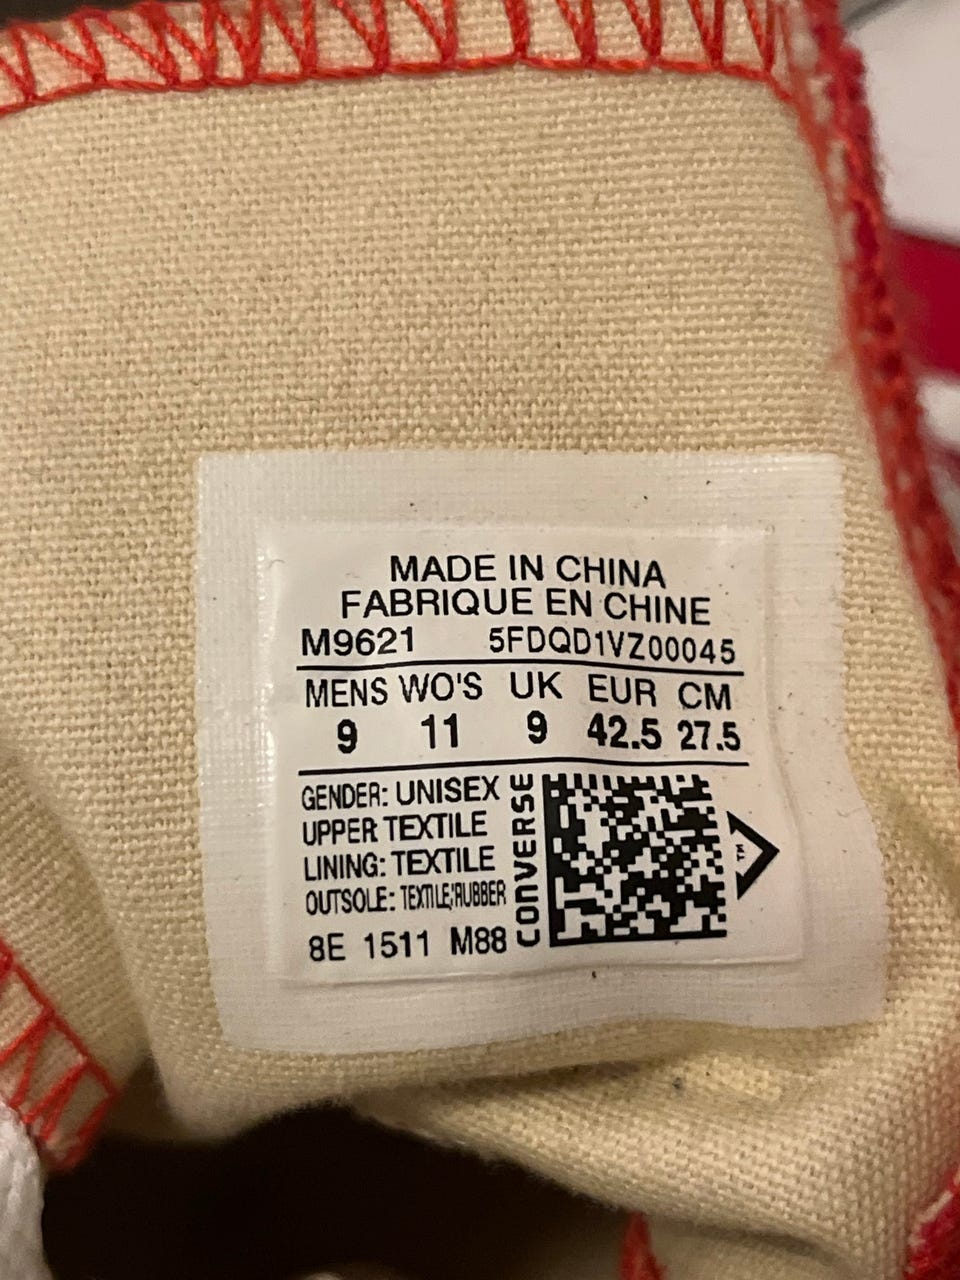 MADE IN CHINA
FABRIQUE EN CHINE
M9621 5FDQD1VZ00045
MENS WO'S UK EUR CM
9 11 9 42.5 27.5
GENDER: UNISEX
UPPER TEXTILE
LINING: TEXTILE
OUTSOLE: TEXTILE/RUBBER
8E 1511 M88
CONVERSE
TM